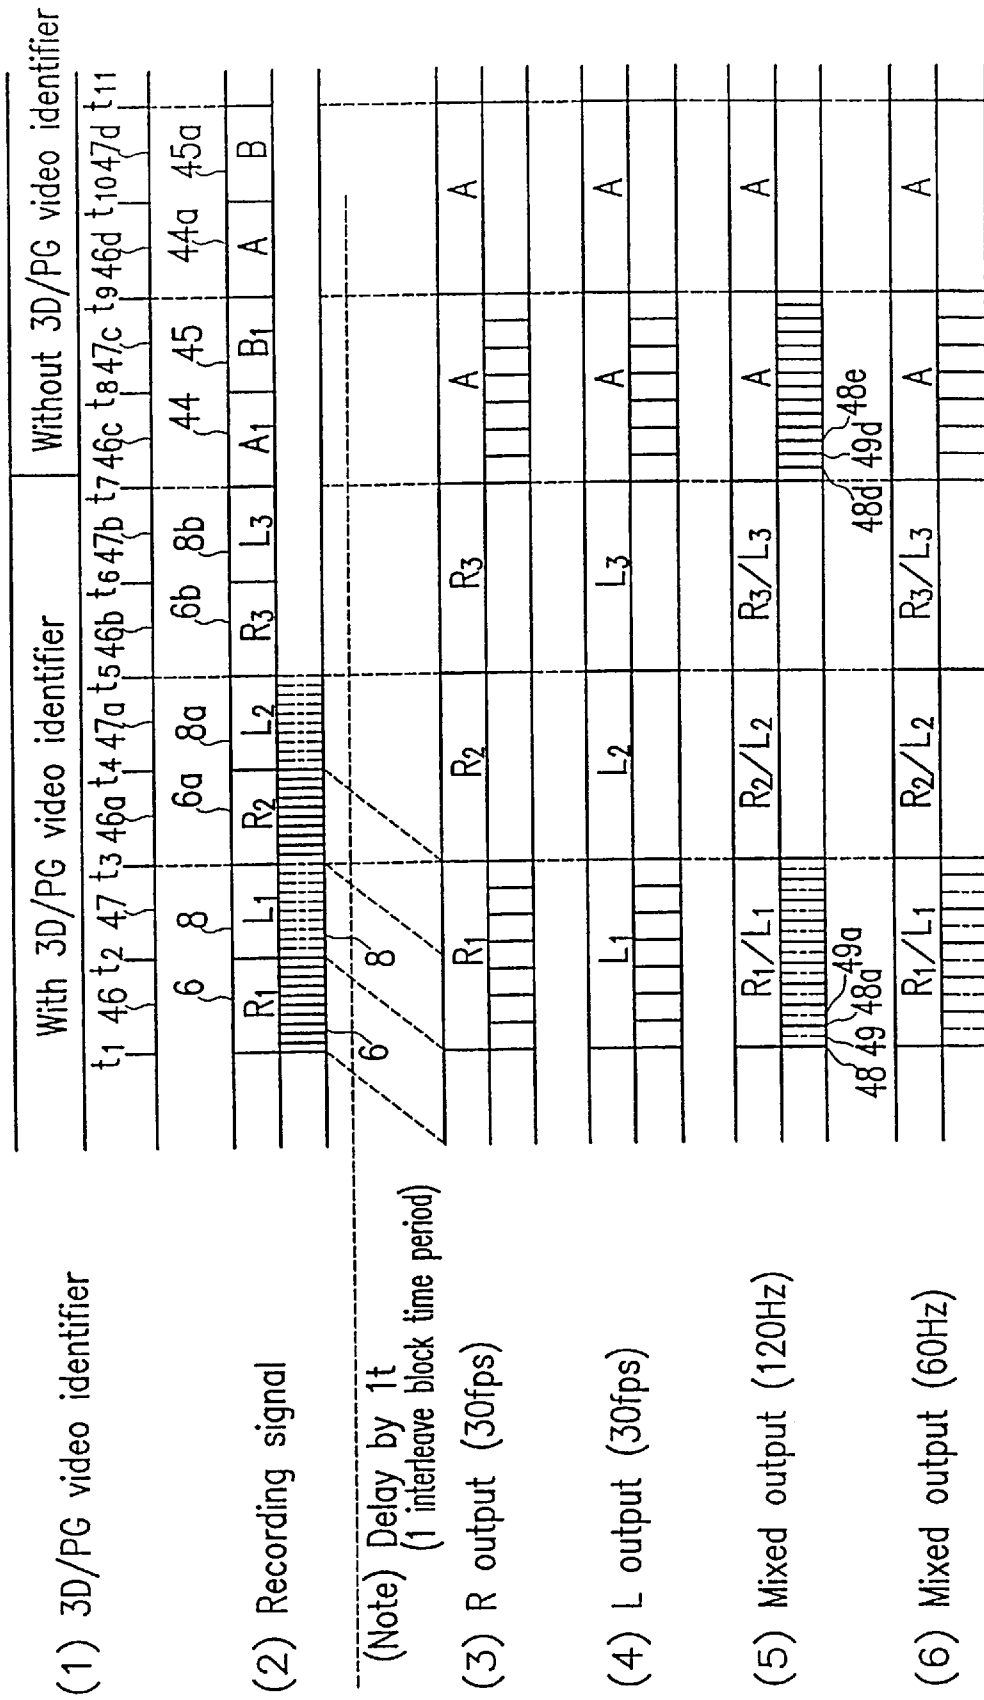 (1) 3D/PG video identifier
With 3D/PG video identifier
Without 3D/PG video identifier
t1 46 t2 47 t3 46a t4 47a t5 46b t6 47b t7 46c t8 47c t9 46d t10 47d t11
6 8 6a 8a 6b 8b 44 45 44a 45a
(2) Recording signal
R1 L1 R2 L2 R3 L3 A1 B1 A B
6 8
(Note) Delay by 1t
(1 interleave block time period)
(3) R output (30fps)
R1 R2 R3 A A
(4) L output (30fps)
L1 L2 L3 A A
(5) Mixed output (120Hz)
R1/L1 R2/L2 R3/L3 A A
48 49 48a 49a 48d 49d 48e
(6) Mixed output (60Hz)
R1/L1 R2/L2 R3/L3 A A